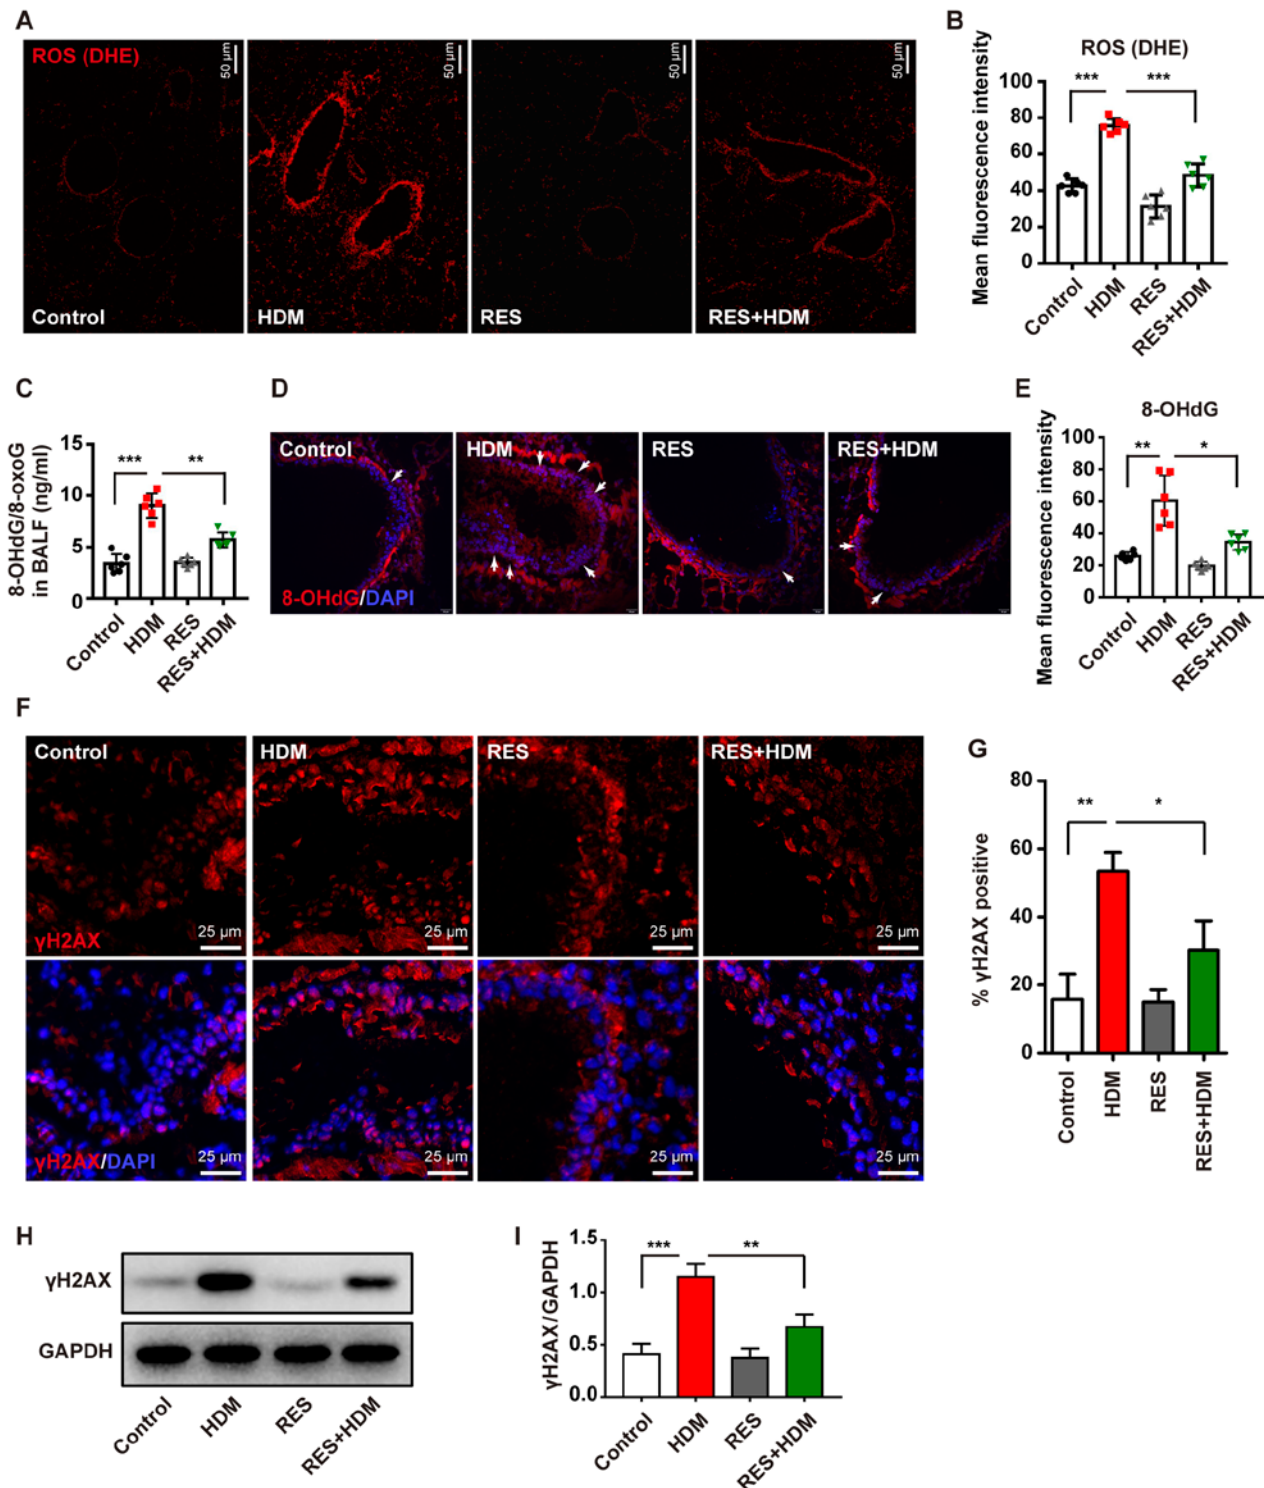 A
ROS (DHE)
50 µm
50 µm
50 µm
50 µm
Control
HDM
RES
RES+HDM
B
ROS (DHE)
***
***
Mean fluorescence intensity
100
80
60
40
20
0
Control
HDM
RES
RES+HDM
C
8-OHdG/8-oxoG
in BALF (ng/ml)
15
10
5
0
***
**
Control
HDM
RES
RES+HDM
D
Control
HDM
RES
RES+HDM
8-OHdG/DAPI
E
8-OHdG
**
*
Mean fluorescence intensity
100
80
60
40
20
0
Control
HDM
RES
RES+HDM
F
Control
HDM
RES
RES+HDM
γH2AX
25 µm
25 µm
25 µm
25 µm
γH2AX/DAPI
25 µm
25 µm
25 µm
25 µm
G
% γH2AX positive
80
60
40
20
0
**
*
Control
HDM
RES
RES+HDM
H
γH2AX
GAPDH
Control
HDM
RES
RES+HDM
I
γH2AX/GAPDH
1.5
1.0
0.5
0.0
***
**
Control
HDM
RES
RES+HDM